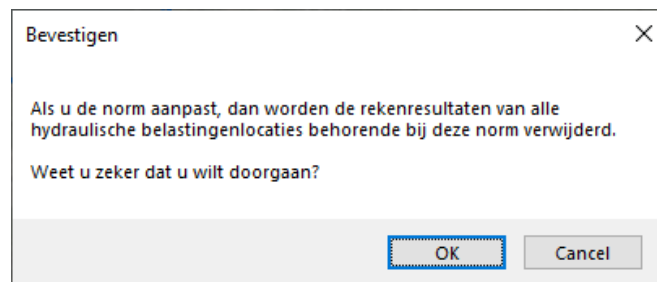 Bevestigen
Als u de norm aanpast, dan worden de rekenresultaten van alle
hydraulische belastingenlocaties behorende bij deze norm verwijderd.
Weet u zeker dat u wilt doorgaan?
OK Cancel